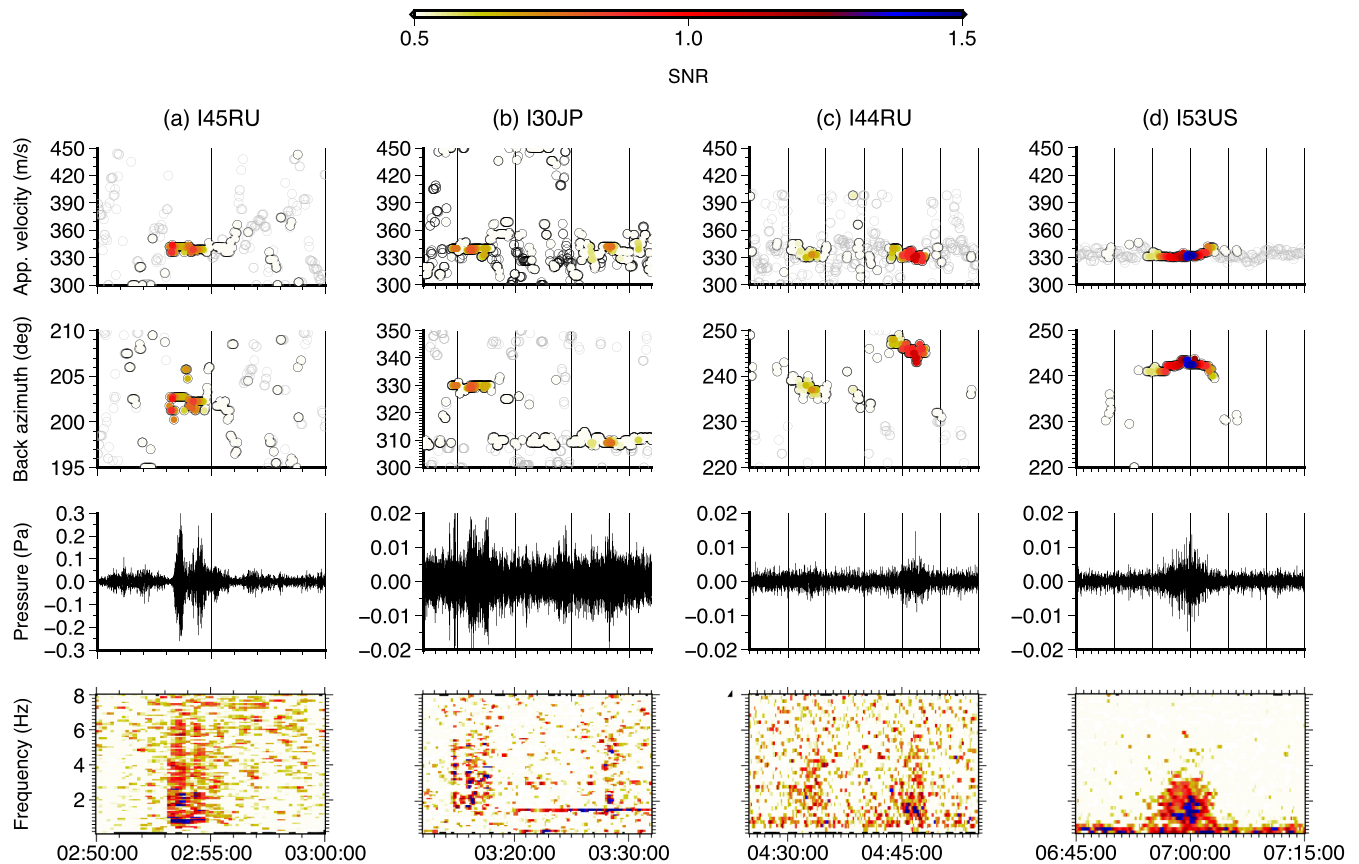 0.5 1.0 1.5
SNR
(a) I45RU (b) I30JP (c) I44RU (d) I53US
App. velocity (m/s)
450 450 450 450
420 420 420 420
390 390 390 390
360 360 360 360
330 330 330 330
300 300 300 300
Back azimuth (deg)
210 350 250 250
340
205 330 240 240
200 320 230 230
310
195 300 220 220
Pressure (Pa)
0.3 0.02 0.02 0.02
0.2
0.1 0.01 0.01 0.01
0.0 0.00 0.00 0.00
−0.1 −0.01 −0.01 −0.01
−0.2
−0.3 −0.02 −0.02 −0.02
Frequency (Hz)
8
6
4
2
02:50:00 02:55:00 03:00:00 03:20:00 03:30:00 04:30:00 04:45:00 06:45:00 07:00:00 07:15:00